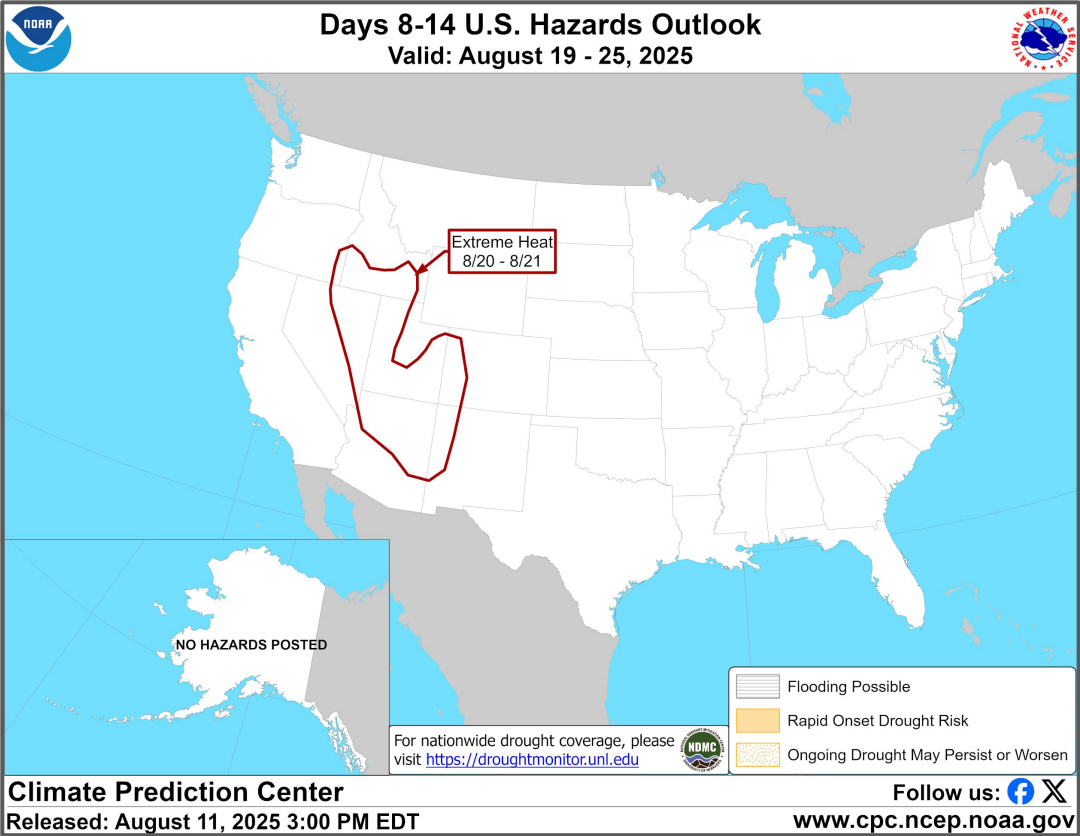 NOAA
Days 8-14 U.S. Hazards Outlook
Valid: August 19 - 25, 2025
NATIONAL WEATHER SERVICE
Extreme Heat
8/20 - 8/21
NO HAZARDS POSTED
Flooding Possible
Rapid Onset Drought Risk
Ongoing Drought May Persist or Worsen
For nationwide drought coverage, please
visit https://droughtmonitor.unl.edu
NDMC
Climate Prediction Center
Released: August 11, 2025 3:00 PM EDT
Follow us:
www.cpc.ncep.noaa.gov